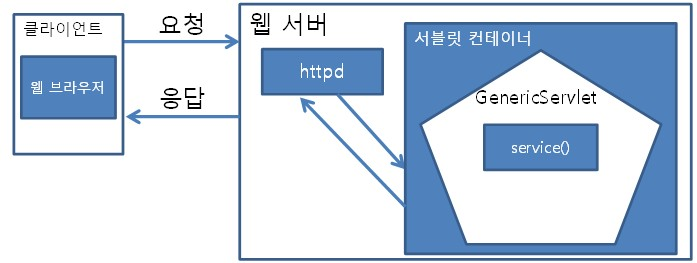 클라이언트
웹 브라우저
요청
응답
웹 서버
httpd
서블릿 컨테이너
GenericServlet
service()